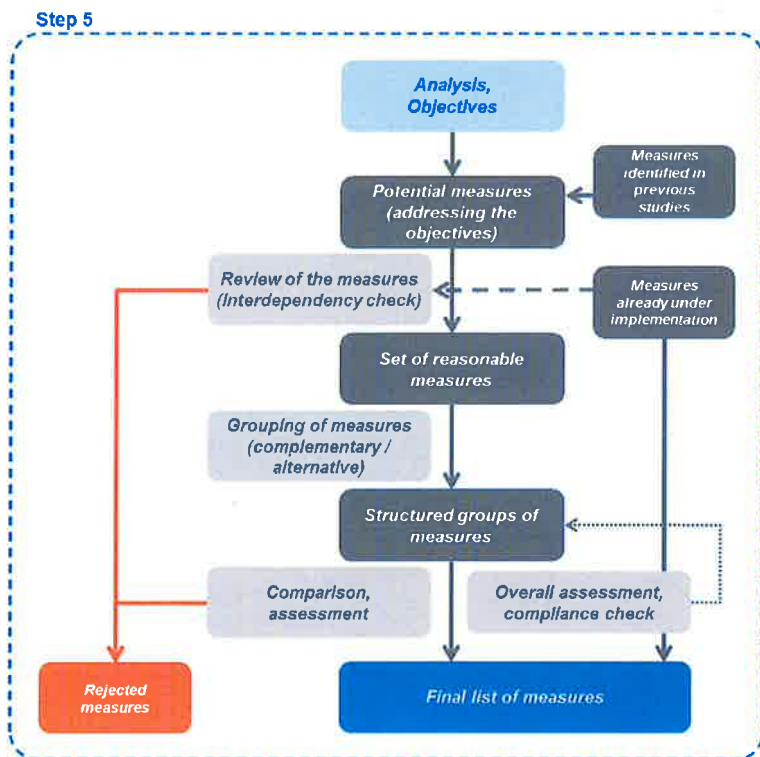 Step 5
Analysis,
Objectives
Potential measures
(addressing the
objectives)
Measures
identified in
previous
studies
Review of the measures
(Interdependency check)
Measures
already under
implementation
Set of reasonable
measures
Grouping of measures
(complementary /
alternative)
Structured groups of
measures
Comparison,
assessment
Overall assessment,
compliance check
Rejected
measures
Final list of measures